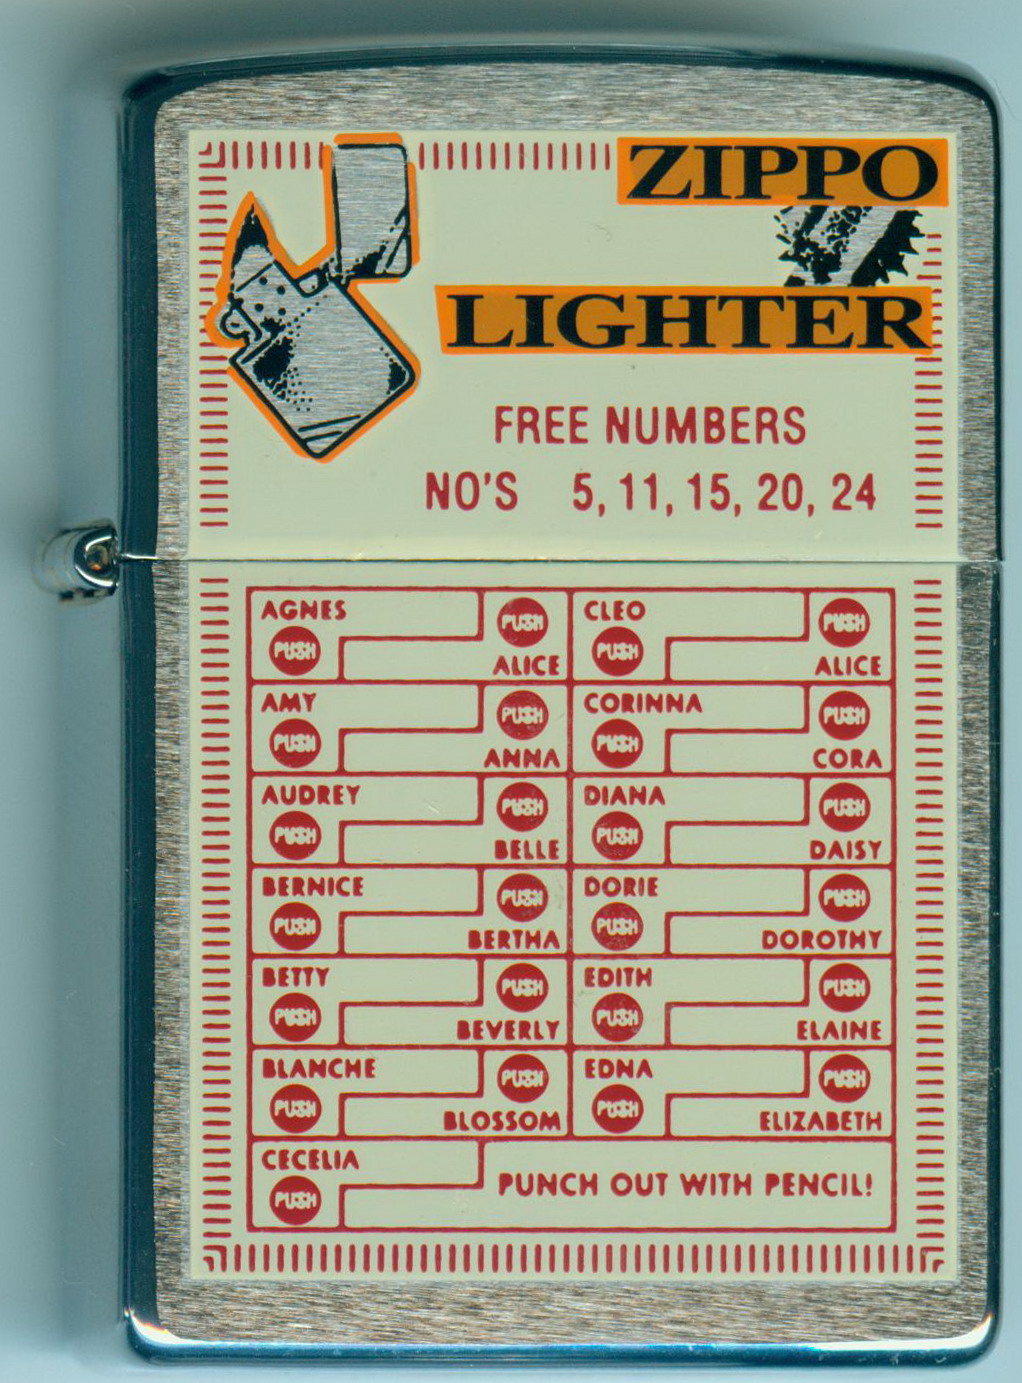 ZIPPO
LIGHTER
FREE NUMBERS
NO'S 5, 11, 15, 20, 24
AGNES PUSH PUSH ALICE CLEO PUSH PUSH ALICE
AMY PUSH PUSH ANNA CORINNA PUSH PUSH CORA
AUDREY PUSH PUSH BELLE DIANA PUSH PUSH DAISY
BERNICE PUSH PUSH BERTHA DORIE PUSH PUSH DOROTHY
BETTY PUSH PUSH BEVERLY EDITH PUSH PUSH ELAINE
BLANCHE PUSH PUSH BLOSSOM EDNA PUSH PUSH ELIZABETH
CECELIA PUSH PUNCH OUT WITH PENCIL!